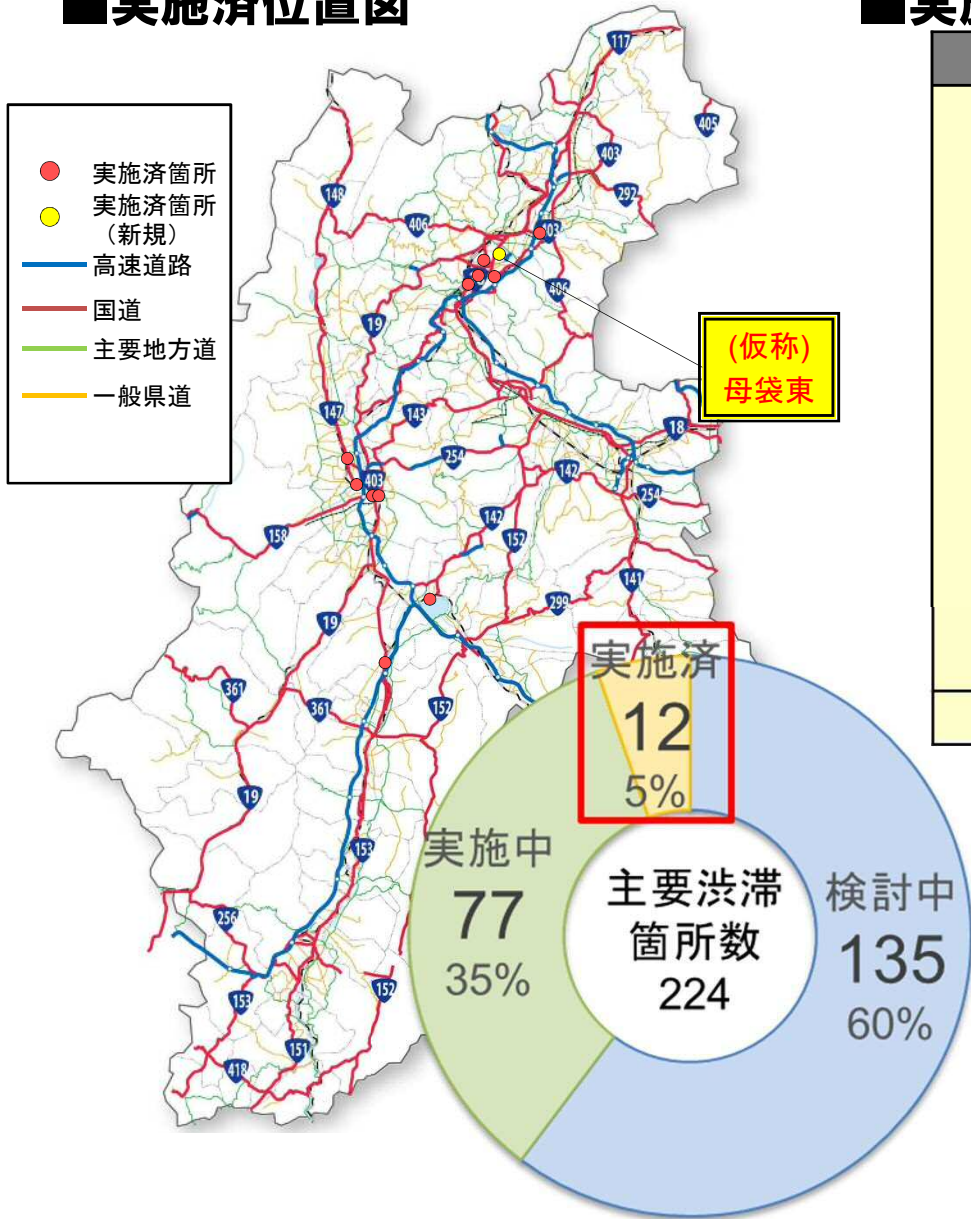 ■実施済位置図
■実施
実施済箇所
実施済箇所
(新規)
高速道路
国道
主要地方道
一般県道
117
405
403
292
148
406
403
406
19
(仮称)
母袋東
147
143
18
254
142
403
254
158
142
152
141
299
19
361
361
152
19
153
256
153
152
151
418
実施済
12
5%
実施中
77
35%
主要渋滞
箇所数
224
検討中
135
60%